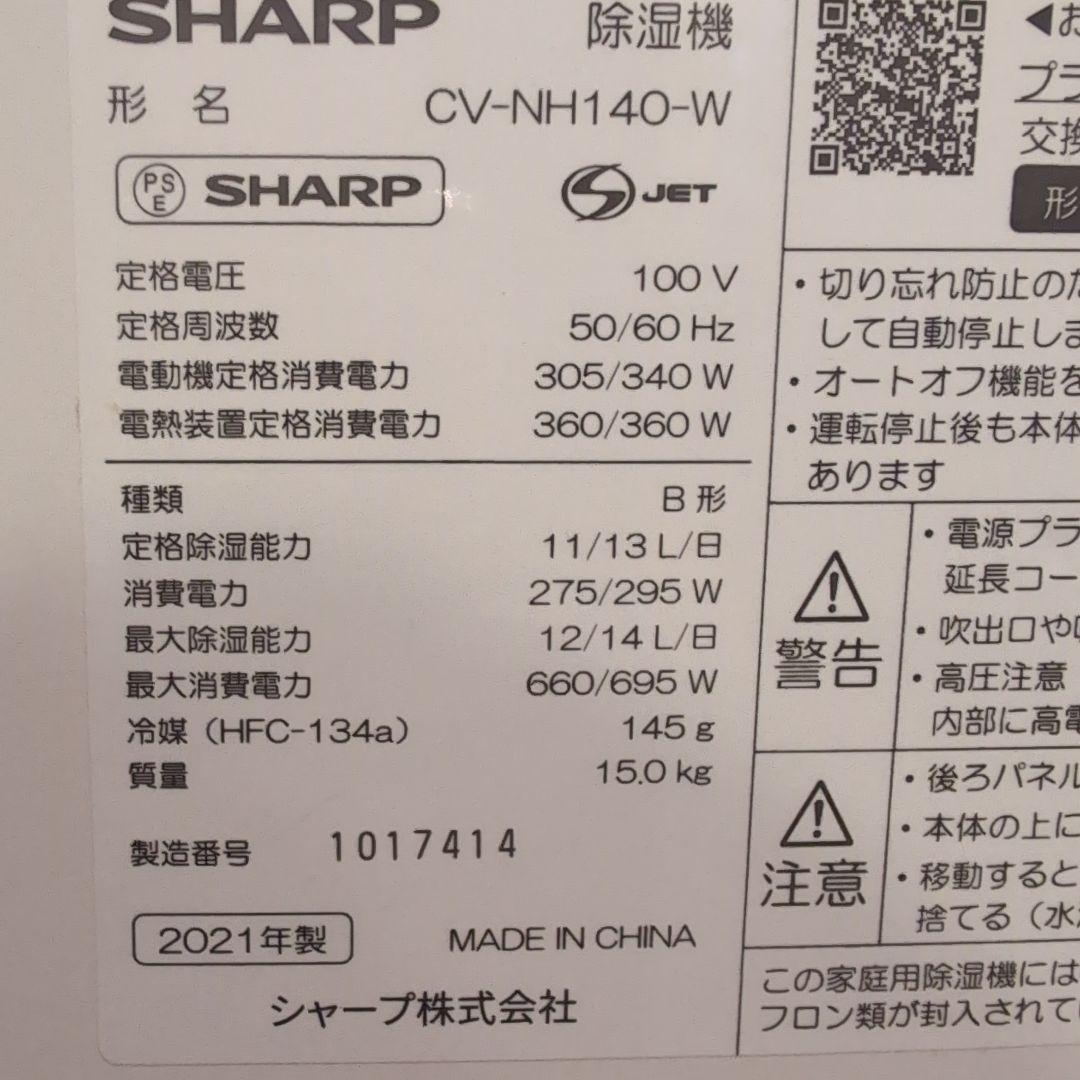 SHARP 除湿機
形 名 CV-NH140-W
PSE SHARP S JET
定格電圧 100 V
定格周波数 50/60 Hz
電動機定格消費電力 305/340 W
電熱装置定格消費電力 360/360 W
種類 B 形
定格除湿能力 11/13 L/日
消費電力 275/295 W
最大除湿能力 12/14 L/日
最大消費電力 660/695 W
冷媒（HFC-134a） 145 g
質量 15.0 kg
製造番号 1017414
2021年製 MADE IN CHINA
シャープ株式会社
◀お
プラ
交換
形
・切り忘れ防止のた
して自動停止しま
・オートオフ機能を
・運転停止後も本体
あります
警告
・電源プラ
延長コー
・吹出口や
・高圧注意
内部に高電
注意
・後ろパネル
・本体の上に
・移動すると
捨てる（水
この家庭用除湿機には
フロン類が封入されて